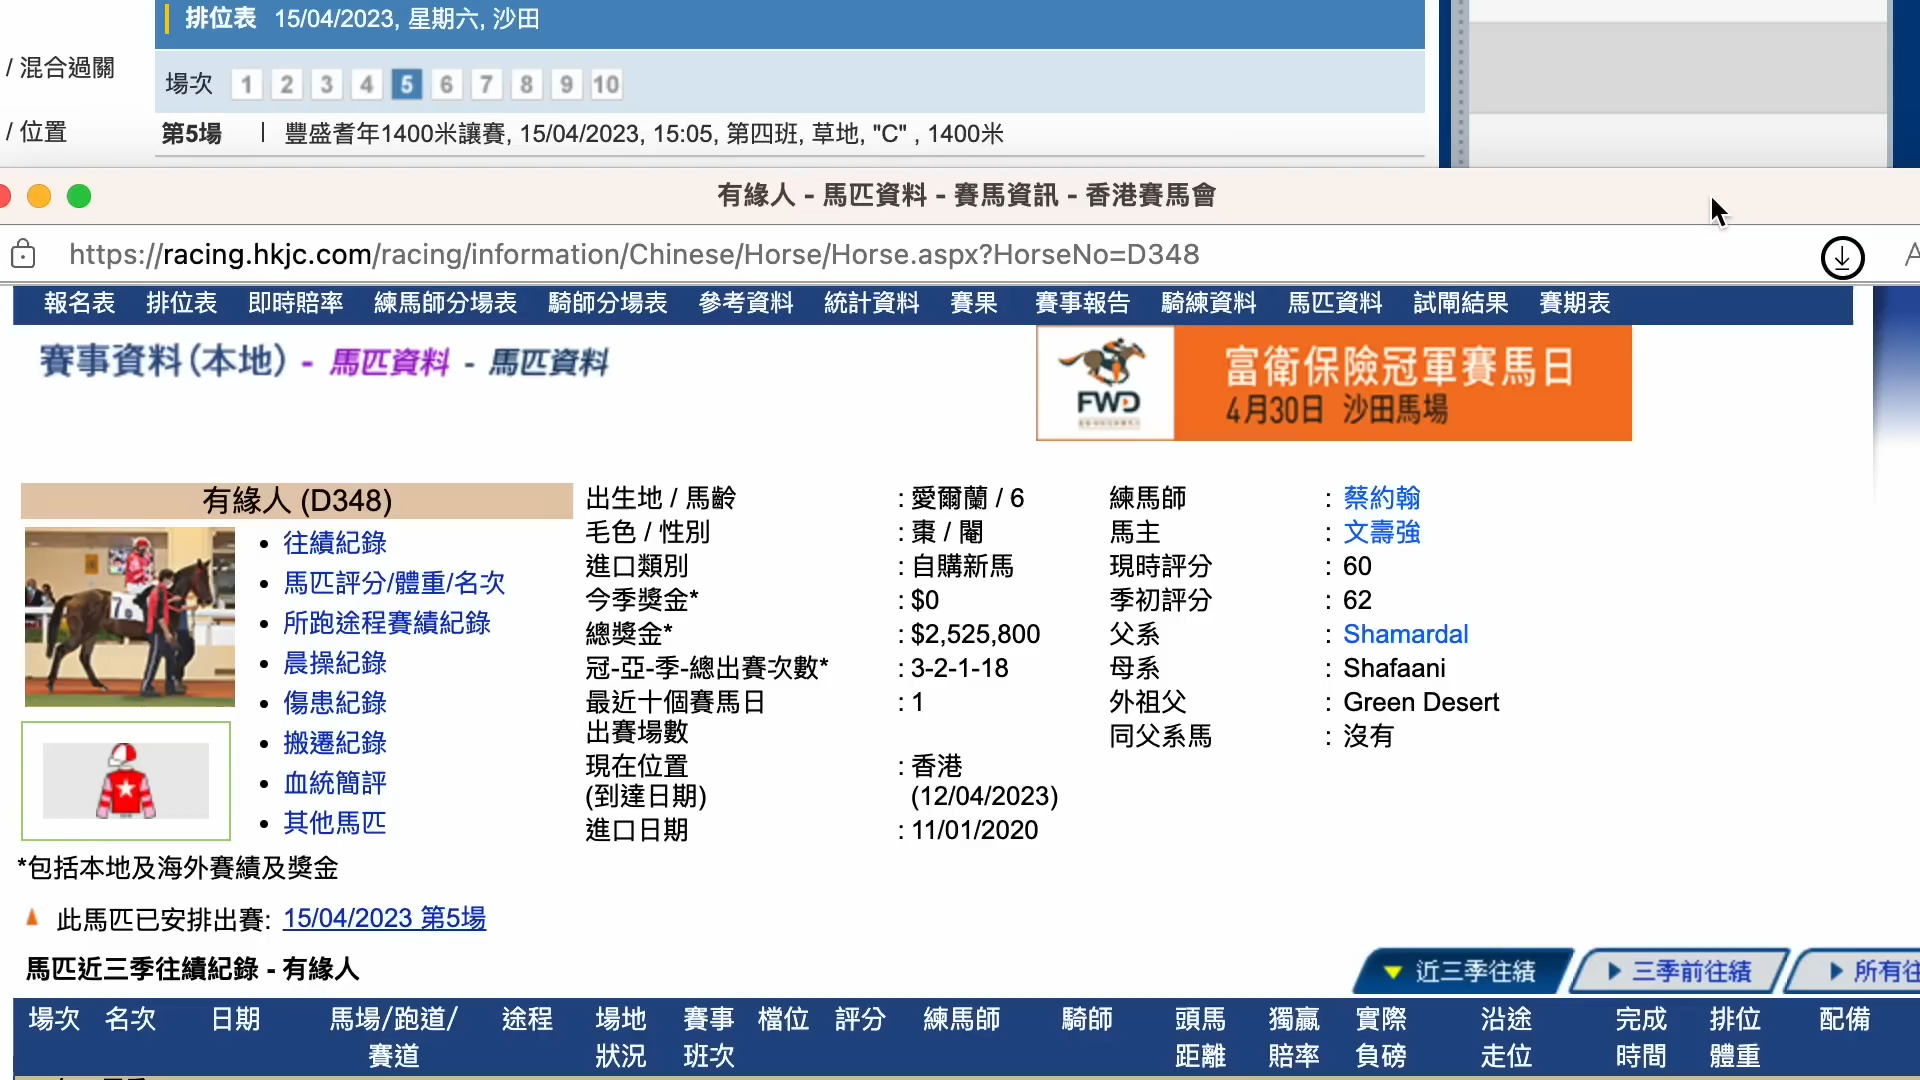 排位表 15/04/2023, 星期六, 沙田
/ 混合過關
場次 1 2 3 4 5 6 7 8 9 10
/ 位置
第5場 | 豐盛耆年1400米讓賽, 15/04/2023, 15:05, 第四班, 草地, "C" , 1400米
有緣人 - 馬匹資料 - 賽馬資訊 - 香港賽馬會
https://racing.hkjc.com/racing/information/Chinese/Horse/Horse.aspx?HorseNo=D348
報名表 排位表 即時賠率 練馬師分場表 騎師分場表 參考資料 統計資料 賽果 賽事報告 騎練資料 馬匹資料 試閘結果 賽期表
賽事資料(本地) - 馬匹資料 - 馬匹資料
FWD
富衛保險冠軍賽馬日
4月30日 沙田馬場
有緣人 (D348)
7
往績紀錄
馬匹評分/體重/名次
所跑途程賽績紀錄
晨操紀錄
傷患紀錄
搬遷紀錄
血統簡評
其他馬匹
出生地 / 馬齡 : 愛爾蘭 / 6
毛色 / 性別 : 棗 / 閹
進口類別 : 自購新馬
今季獎金* : $0
總獎金* : $2,525,800
冠-亞-季-總出賽次數* : 3-2-1-18
最近十個賽馬日 : 1
出賽場數
現在位置 : 香港
(到達日期) (12/04/2023)
進口日期 : 11/01/2020
練馬師 : 蔡約翰
馬主 : 文壽強
現時評分 : 60
季初評分 : 62
父系 : Shamardal
母系 : Shafaani
外祖父 : Green Desert
同父系馬 : 沒有
*包括本地及海外賽績及獎金
此馬匹已安排出賽: 15/04/2023 第5場
馬匹近三季往績紀錄 - 有緣人
近三季往績 三季前往績 所有往
場次 名次 日期 馬場/跑道/ 途程 場地 賽事 檔位 評分 練馬師 騎師 頭馬 獨贏 實際 沿途 完成 排位 配備
賽道 狀況 班次 距離 賠率 負磅 走位 時間 體重